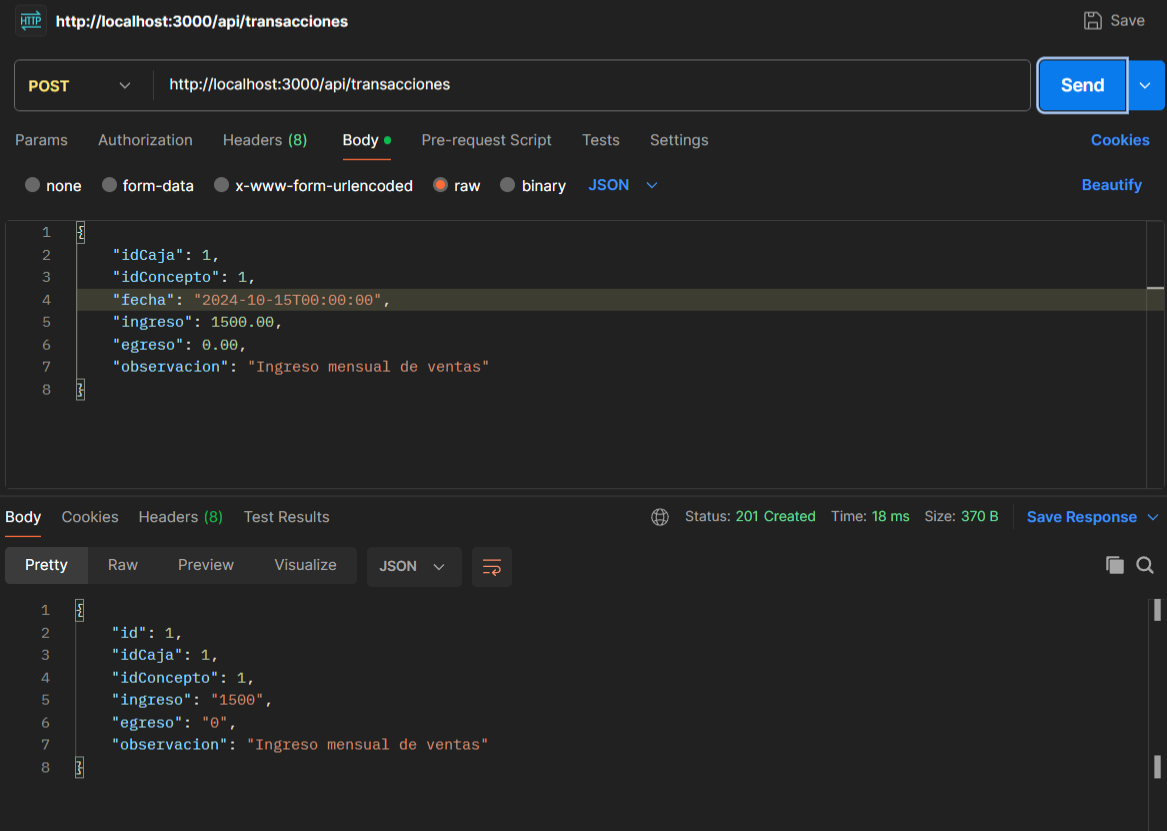 HTTP http://localhost:3000/api/transacciones Save
POST http://localhost:3000/api/transacciones Send
Params Authorization Headers (8) Body Pre-request Script Tests Settings Cookies
none form-data x-www-form-urlencoded raw binary JSON Beautify
1 {
2 "idCaja": 1,
3 "idConcepto": 1,
4 "fecha": "2024-10-15T00:00:00",
5 "ingreso": 1500.00,
6 "egreso": 0.00,
7 "observacion": "Ingreso mensual de ventas"
8 }
Body Cookies Headers (8) Test Results Status: 201 Created Time: 18 ms Size: 370 B Save Response
Pretty Raw Preview Visualize JSON
1 {
2 "id": 1,
3 "idCaja": 1,
4 "idConcepto": 1,
5 "ingreso": "1500",
6 "egreso": "0",
7 "observacion": "Ingreso mensual de ventas"
8 }